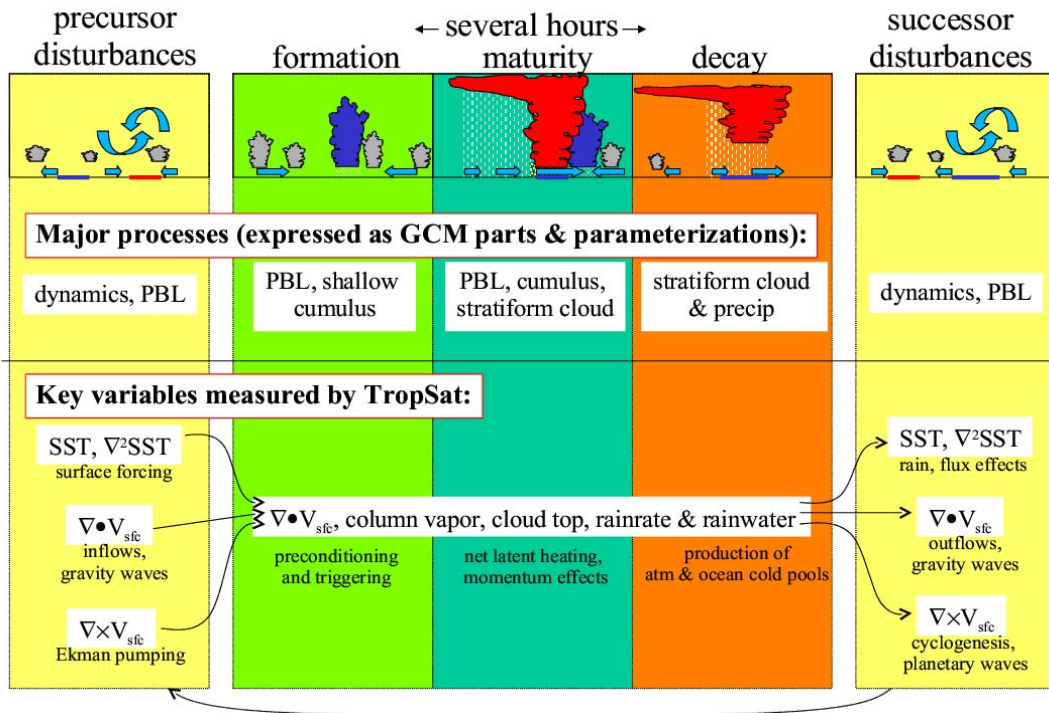 precursor
disturbances
← several hours →
formation
maturity
decay
successor
disturbances
Major processes (expressed as GCM parts & parameterizations):
dynamics, PBL
PBL, shallow
cumulus
PBL, cumulus,
stratiform cloud
stratiform cloud
& precip
dynamics, PBL
Key variables measured by TropSat:
SST, ∇²SST
surface forcing
∇●V_sfc
inflows,
gravity waves
∇×V_sfc
Ekman pumping
∇●V_sfc, column vapor, cloud top, rainrate & rainwater
preconditioning
and triggering
net latent heating,
momentum effects
production of
atm & ocean cold pools
SST, ∇²SST
rain, flux effects
∇●V_sfc
outflows,
gravity waves
∇×V_sfc
cyclogenesis,
planetary waves